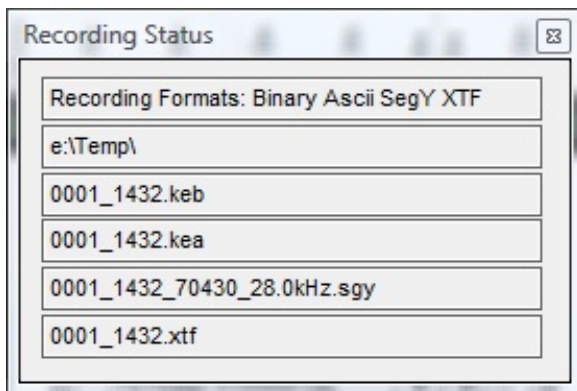 Recording Status
Recording Formats: Binary Ascii SegY XTF
e:\Temp\
0001_1432.keb
0001_1432.kea
0001_1432_70430_28.0kHz.sgy
0001_1432.xtf